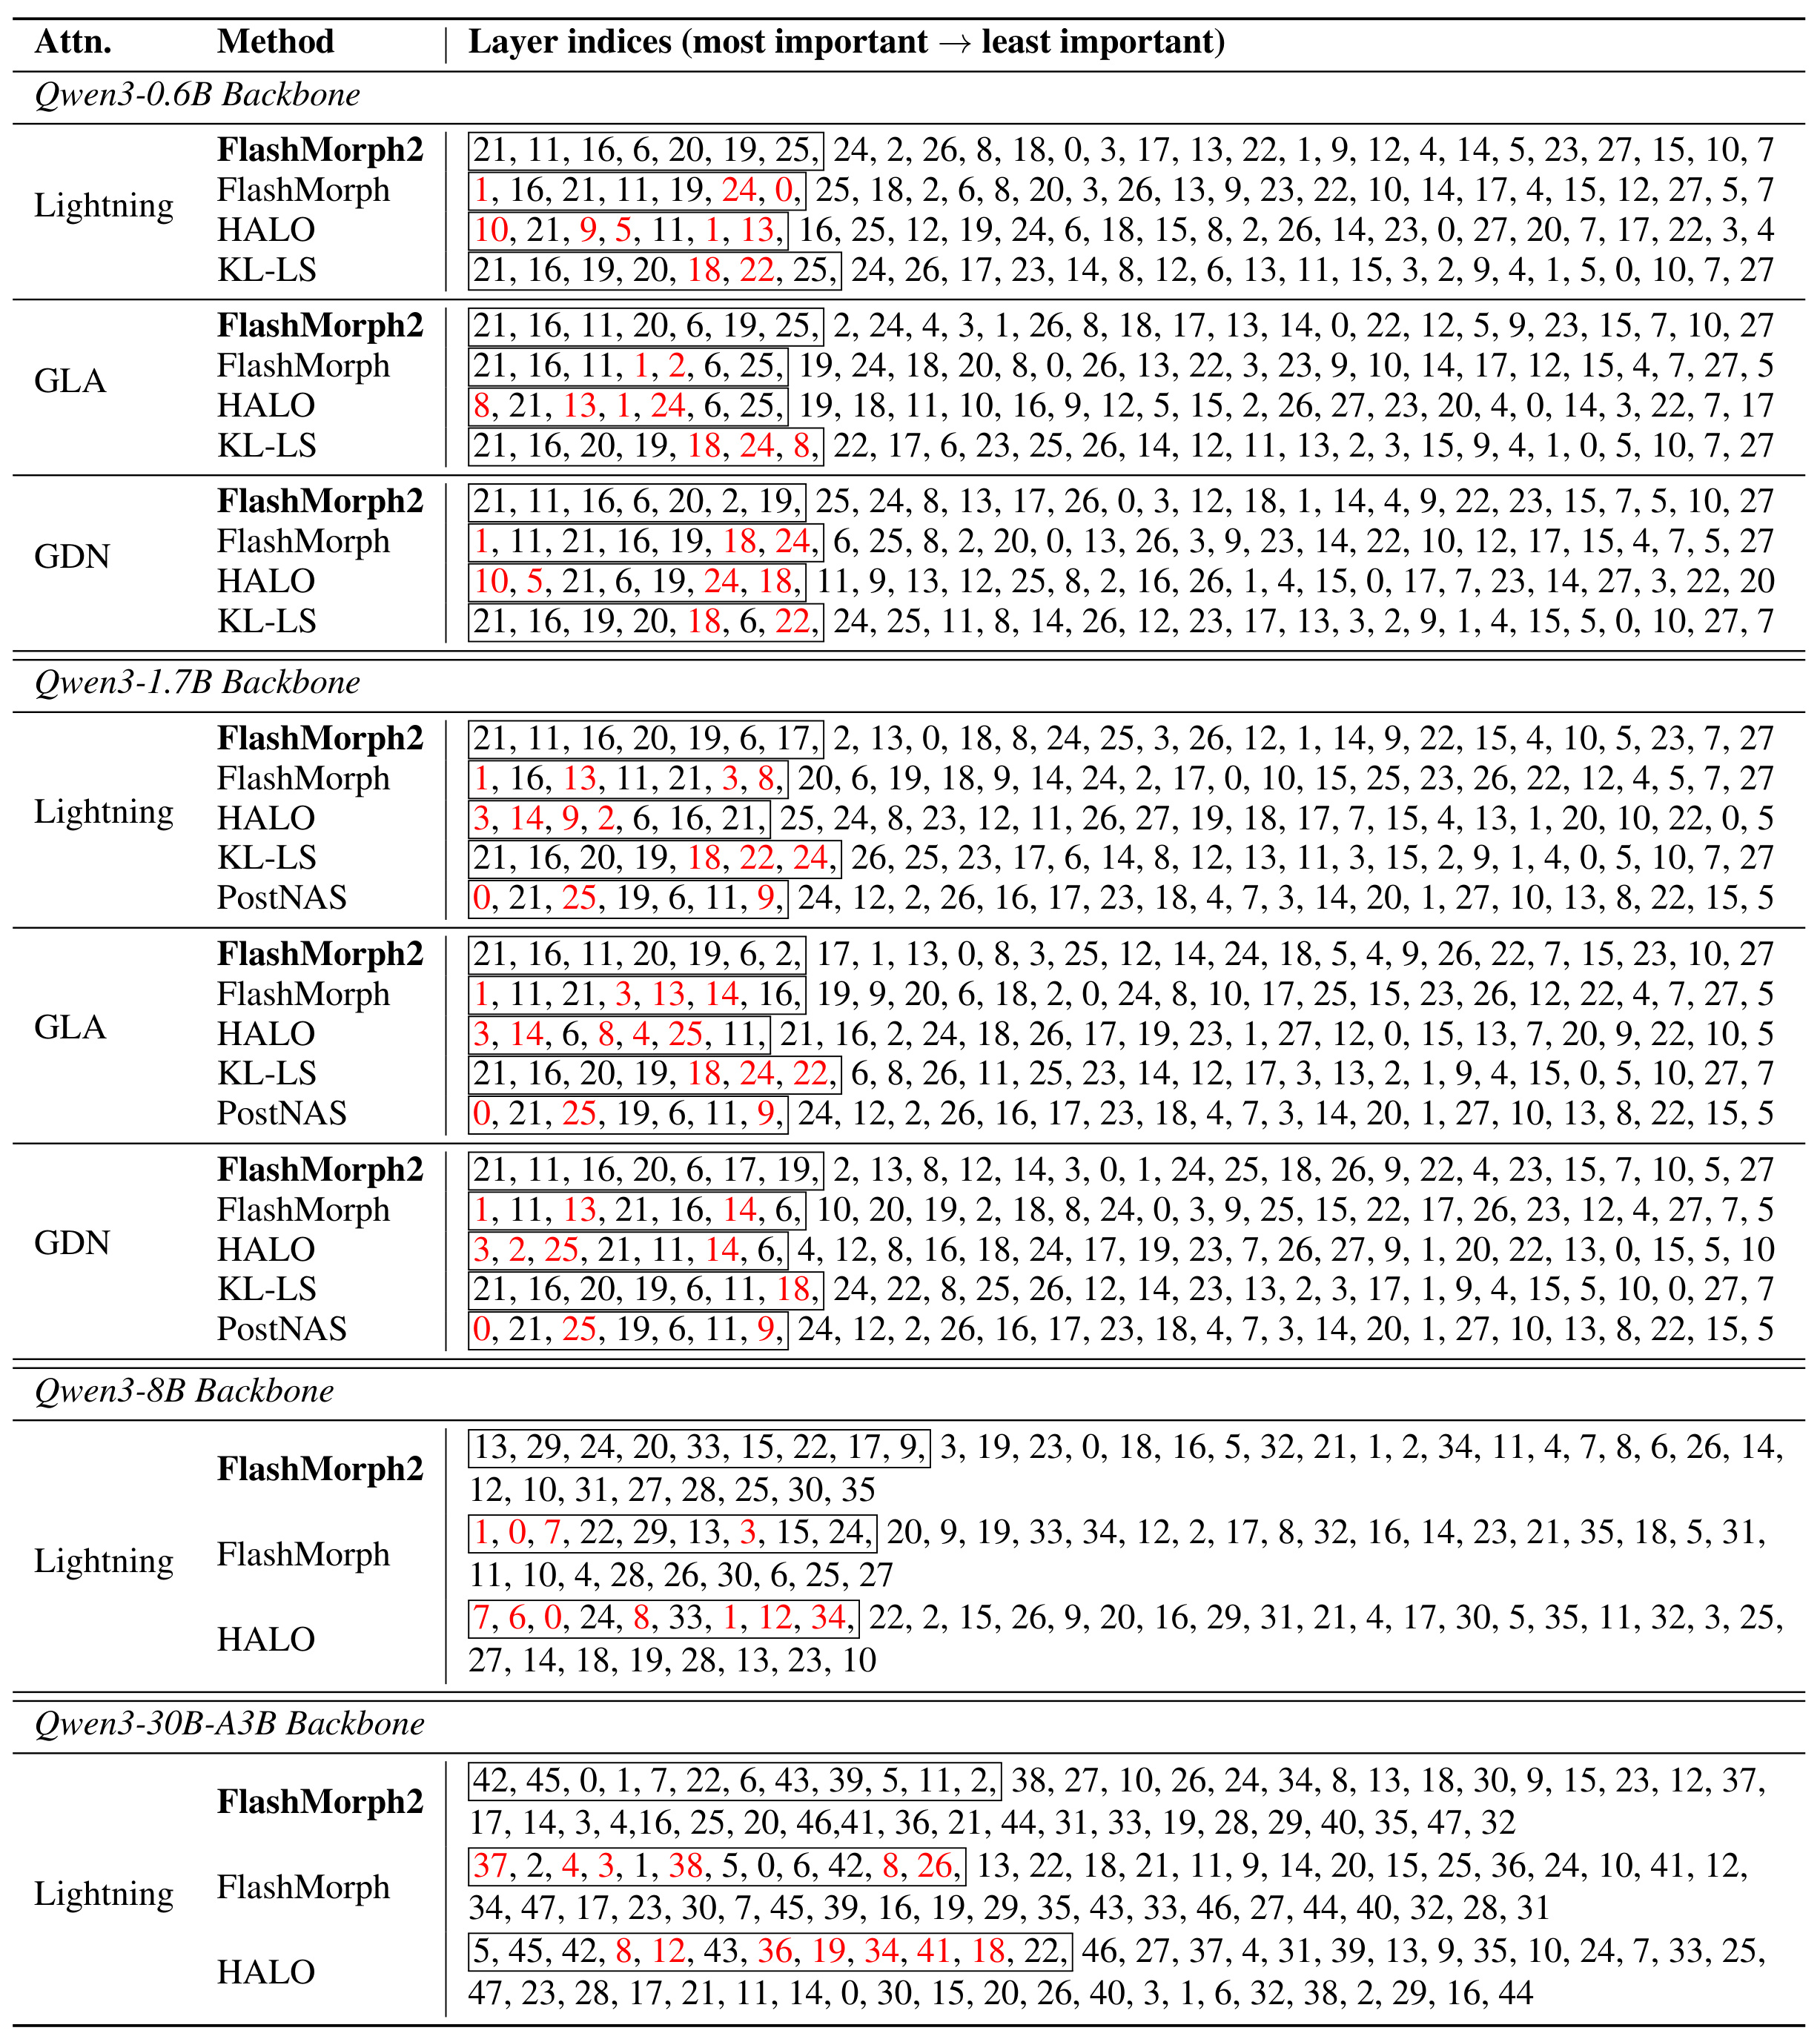 Attn. Method Layer indices (most important → least important)
Qwen3-0.6B Backbone
Lightning
FlashMorph2 21, 11, 16, 6, 20, 19, 25, 24, 2, 26, 8, 18, 0, 3, 17, 13, 22, 1, 9, 12, 4, 14, 5, 23, 27, 15, 10, 7
FlashMorph 1, 16, 21, 11, 19, 24, 0, 25, 18, 2, 6, 8, 20, 3, 26, 13, 9, 23, 22, 10, 14, 17, 4, 15, 12, 27, 5, 7
HALO 10, 21, 9, 5, 11, 1, 13, 16, 25, 12, 19, 24, 6, 18, 15, 8, 2, 26, 14, 23, 0, 27, 20, 7, 17, 22, 3, 4
KL-LS 21, 16, 19, 20, 18, 22, 25, 24, 26, 17, 23, 14, 8, 12, 6, 13, 11, 15, 3, 2, 9, 4, 1, 5, 0, 10, 7, 27
GLA
FlashMorph2 21, 16, 11, 20, 6, 19, 25, 2, 24, 4, 3, 1, 26, 8, 18, 17, 13, 14, 0, 22, 12, 5, 9, 23, 15, 7, 10, 27
FlashMorph 21, 16, 11, 1, 2, 6, 25, 19, 24, 18, 20, 8, 0, 26, 13, 22, 3, 23, 9, 10, 14, 17, 12, 15, 4, 7, 27, 5
HALO 8, 21, 13, 1, 24, 6, 25, 19, 18, 11, 10, 16, 9, 12, 5, 15, 2, 26, 27, 23, 20, 4, 0, 14, 3, 22, 7, 17
KL-LS 21, 16, 20, 19, 18, 24, 8, 22, 17, 6, 23, 25, 26, 14, 12, 11, 13, 2, 3, 15, 9, 4, 1, 0, 5, 10, 7, 27
GDN
FlashMorph2 21, 11, 16, 6, 20, 2, 19, 25, 24, 8, 13, 17, 26, 0, 3, 12, 18, 1, 14, 4, 9, 22, 23, 15, 7, 5, 10, 27
FlashMorph 1, 11, 21, 16, 19, 18, 24, 6, 25, 8, 2, 20, 0, 13, 26, 3, 9, 23, 14, 22, 10, 12, 17, 15, 4, 7, 5, 27
HALO 10, 5, 21, 6, 19, 24, 18, 11, 9, 13, 12, 25, 8, 2, 16, 26, 1, 4, 15, 0, 17, 7, 23, 14, 27, 3, 22, 20
KL-LS 21, 16, 19, 20, 18, 6, 22, 24, 25, 11, 8, 14, 26, 12, 23, 17, 13, 3, 2, 9, 1, 4, 15, 5, 0, 10, 27, 7
Qwen3-1.7B Backbone
Lightning
FlashMorph2 21, 11, 16, 20, 19, 6, 17, 2, 13, 0, 18, 8, 24, 25, 3, 26, 12, 1, 14, 9, 22, 15, 4, 10, 5, 23, 7, 27
FlashMorph 1, 16, 13, 11, 21, 3, 8, 20, 6, 19, 18, 9, 14, 24, 2, 17, 0, 10, 15, 25, 23, 26, 22, 12, 4, 5, 7, 27
HALO 3, 14, 9, 2, 6, 16, 21, 25, 24, 8, 23, 12, 11, 26, 27, 19, 18, 17, 7, 15, 4, 13, 1, 20, 10, 22, 0, 5
KL-LS 21, 16, 20, 19, 18, 22, 24, 26, 25, 23, 17, 6, 14, 8, 12, 13, 11, 3, 15, 2, 9, 1, 4, 0, 5, 10, 7, 27
PostNAS 0, 21, 25, 19, 6, 11, 9, 24, 12, 2, 26, 16, 17, 23, 18, 4, 7, 3, 14, 20, 1, 27, 10, 13, 8, 22, 15, 5
GLA
FlashMorph2 21, 16, 11, 20, 19, 6, 2, 17, 1, 13, 0, 8, 3, 25, 12, 14, 24, 18, 5, 4, 9, 26, 22, 7, 15, 23, 10, 27
FlashMorph 1, 11, 21, 3, 13, 14, 16, 19, 9, 20, 6, 18, 2, 0, 24, 8, 10, 17, 25, 15, 23, 26, 12, 22, 4, 7, 27, 5
HALO 3, 14, 6, 8, 4, 25, 11, 21, 16, 2, 24, 18, 26, 17, 19, 23, 1, 27, 12, 0, 15, 13, 7, 20, 9, 22, 10, 5
KL-LS 21, 16, 20, 19, 18, 24, 22, 6, 8, 26, 11, 25, 23, 14, 12, 17, 3, 13, 2, 1, 9, 4, 15, 0, 5, 10, 27, 7
PostNAS 0, 21, 25, 19, 6, 11, 9, 24, 12, 2, 26, 16, 17, 23, 18, 4, 7, 3, 14, 20, 1, 27, 10, 13, 8, 22, 15, 5
GDN
FlashMorph2 21, 11, 16, 20, 6, 17, 19, 2, 13, 8, 12, 14, 3, 0, 1, 24, 25, 18, 26, 9, 22, 4, 23, 15, 7, 10, 5, 27
FlashMorph 1, 11, 13, 21, 16, 14, 6, 10, 20, 19, 2, 18, 8, 24, 0, 3, 9, 25, 15, 22, 17, 26, 23, 12, 4, 27, 7, 5
HALO 3, 2, 25, 21, 11, 14, 6, 4, 12, 8, 16, 18, 24, 17, 19, 23, 7, 26, 27, 9, 1, 20, 22, 13, 0, 15, 5, 10
KL-LS 21, 16, 20, 19, 6, 11, 18, 24, 22, 8, 25, 26, 12, 14, 23, 13, 2, 3, 17, 1, 9, 4, 15, 5, 10, 0, 27, 7
PostNAS 0, 21, 25, 19, 6, 11, 9, 24, 12, 2, 26, 16, 17, 23, 18, 4, 7, 3, 14, 20, 1, 27, 10, 13, 8, 22, 15, 5
Qwen3-8B Backbone
Lightning
FlashMorph2 13, 29, 24, 20, 33, 15, 22, 17, 9, 3, 19, 23, 0, 18, 16, 5, 32, 21, 1, 2, 34, 11, 4, 7, 8, 6, 26, 14,
12, 10, 31, 27, 28, 25, 30, 35
FlashMorph 1, 0, 7, 22, 29, 13, 3, 15, 24, 20, 9, 19, 33, 34, 12, 2, 17, 8, 32, 16, 14, 23, 21, 35, 18, 5, 31,
11, 10, 4, 28, 26, 30, 6, 25, 27
HALO 7, 6, 0, 24, 8, 33, 1, 12, 34, 22, 2, 15, 26, 9, 20, 16, 29, 31, 21, 4, 17, 30, 5, 35, 11, 32, 3, 25,
27, 14, 18, 19, 28, 13, 23, 10
Qwen3-30B-A3B Backbone
Lightning
FlashMorph2 42, 45, 0, 1, 7, 22, 6, 43, 39, 5, 11, 2, 38, 27, 10, 26, 24, 34, 8, 13, 18, 30, 9, 15, 23, 12, 37,
17, 14, 3, 4,16, 25, 20, 46,41, 36, 21, 44, 31, 33, 19, 28, 29, 40, 35, 47, 32
FlashMorph 37, 2, 4, 3, 1, 38, 5, 0, 6, 42, 8, 26, 13, 22, 18, 21, 11, 9, 14, 20, 15, 25, 36, 24, 10, 41, 12,
34, 47, 17, 23, 30, 7, 45, 39, 16, 19, 29, 35, 43, 33, 46, 27, 44, 40, 32, 28, 31
HALO 5, 45, 42, 8, 12, 43, 36, 19, 34, 41, 18, 22, 46, 27, 37, 4, 31, 39, 13, 9, 35, 10, 24, 7, 33, 25,
47, 23, 28, 17, 21, 11, 14, 0, 30, 15, 20, 26, 40, 3, 1, 6, 32, 38, 2, 29, 16, 44